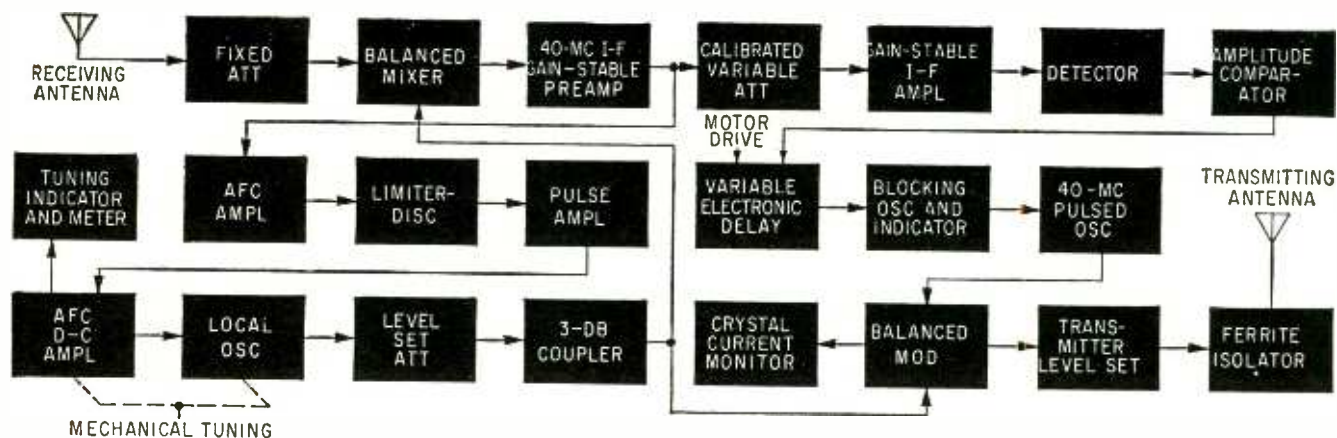 RECEIVING
ANTENNA
FIXED
ATT
BALANCED
MIXER
40-MC I-F
GAIN-STABLE
PREAMP
CALIBRATED
VARIABLE
ATT
GAIN-STABLE
I-F
AMPL
DETECTOR
AMPLITUDE
COMPAR-
ATOR
MOTOR
DRIVE
TUNING
INDICATOR
AND METER
AFC
AMPL
LIMITER-
DISC
PULSE
AMPL
VARIABLE
ELECTRONIC
DELAY
BLOCKING
OSC AND
INDICATOR
40-MC
PULSED
OSC
TRANSMITTING
ANTENNA
AFC
D-C
AMPL
LOCAL
OSC
LEVEL
SET
ATT
3-DB
COUPLER
CRYSTAL
CURRENT
MONITOR
BALANCED
MOD
TRANS-
MITTER
LEVEL SET
FERRITE
ISOLATOR
MECHANICAL TUNING